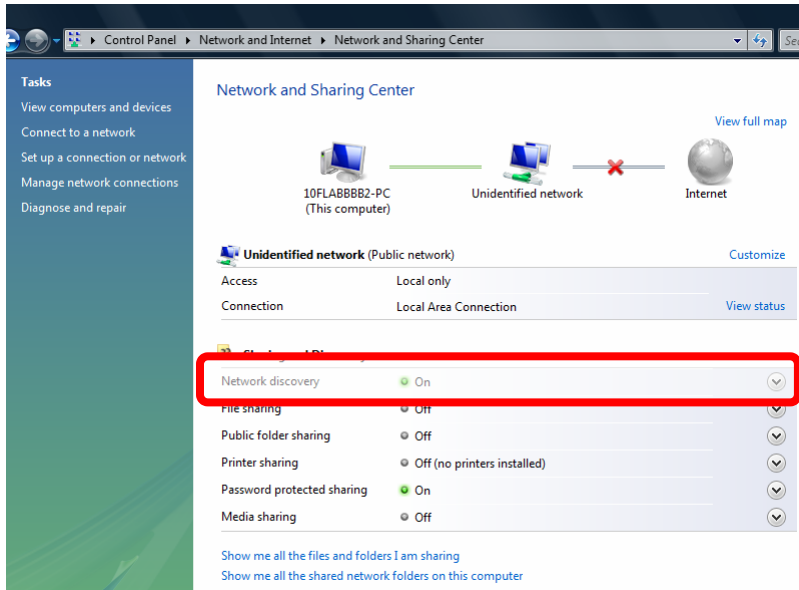 Control Panel ▸ Network and Internet ▸ Network and Sharing Center
Tasks
View computers and devices
Connect to a network
Set up a connection or network
Manage network connections
Diagnose and repair
Network and Sharing Center
View full map
10FLABBBB2-PC
(This computer)
Unidentified network
Internet
Unidentified network (Public network)
Customize
Access Local only
Connection Local Area Connection View status
Network discovery On
File sharing Off
Public folder sharing Off
Printer sharing Off (no printers installed)
Password protected sharing On
Media sharing Off
Show me all the files and folders I am sharing
Show me all the shared network folders on this computer